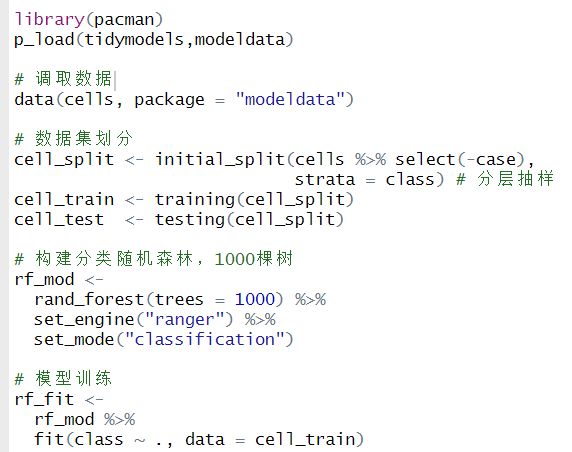 library(pacman)
p_load(tidymodels,modeldata)
# 调取数据
data(cells, package = "modeldata")
# 数据集划分
cell_split <- initial_split(cells %>% select(-case),
strata = class) # 分层抽样
cell_train <- training(cell_split)
cell_test  <- testing(cell_split)
# 构建分类随机森林，1000棵树
rf_mod <-
rand_forest(trees = 1000) %>%
set_engine("ranger") %>%
set_mode("classification")
# 模型训练
rf_fit <-
rf_mod %>%
fit(class ~ ., data = cell_train)